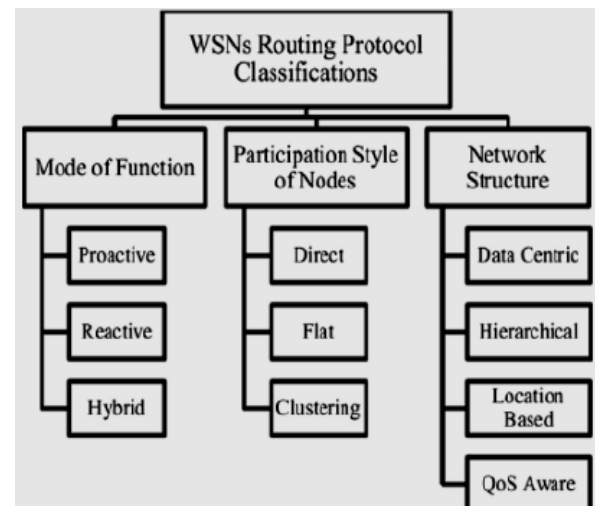 WSNs Routing Protocol
Classifications
Mode of Function
Participation Style
of Nodes
Network
Structure
Proactive
Direct
Data Centric
Reactive
Flat
Hierarchical
Hybrid
Clustering
Location
Based
QoS Aware